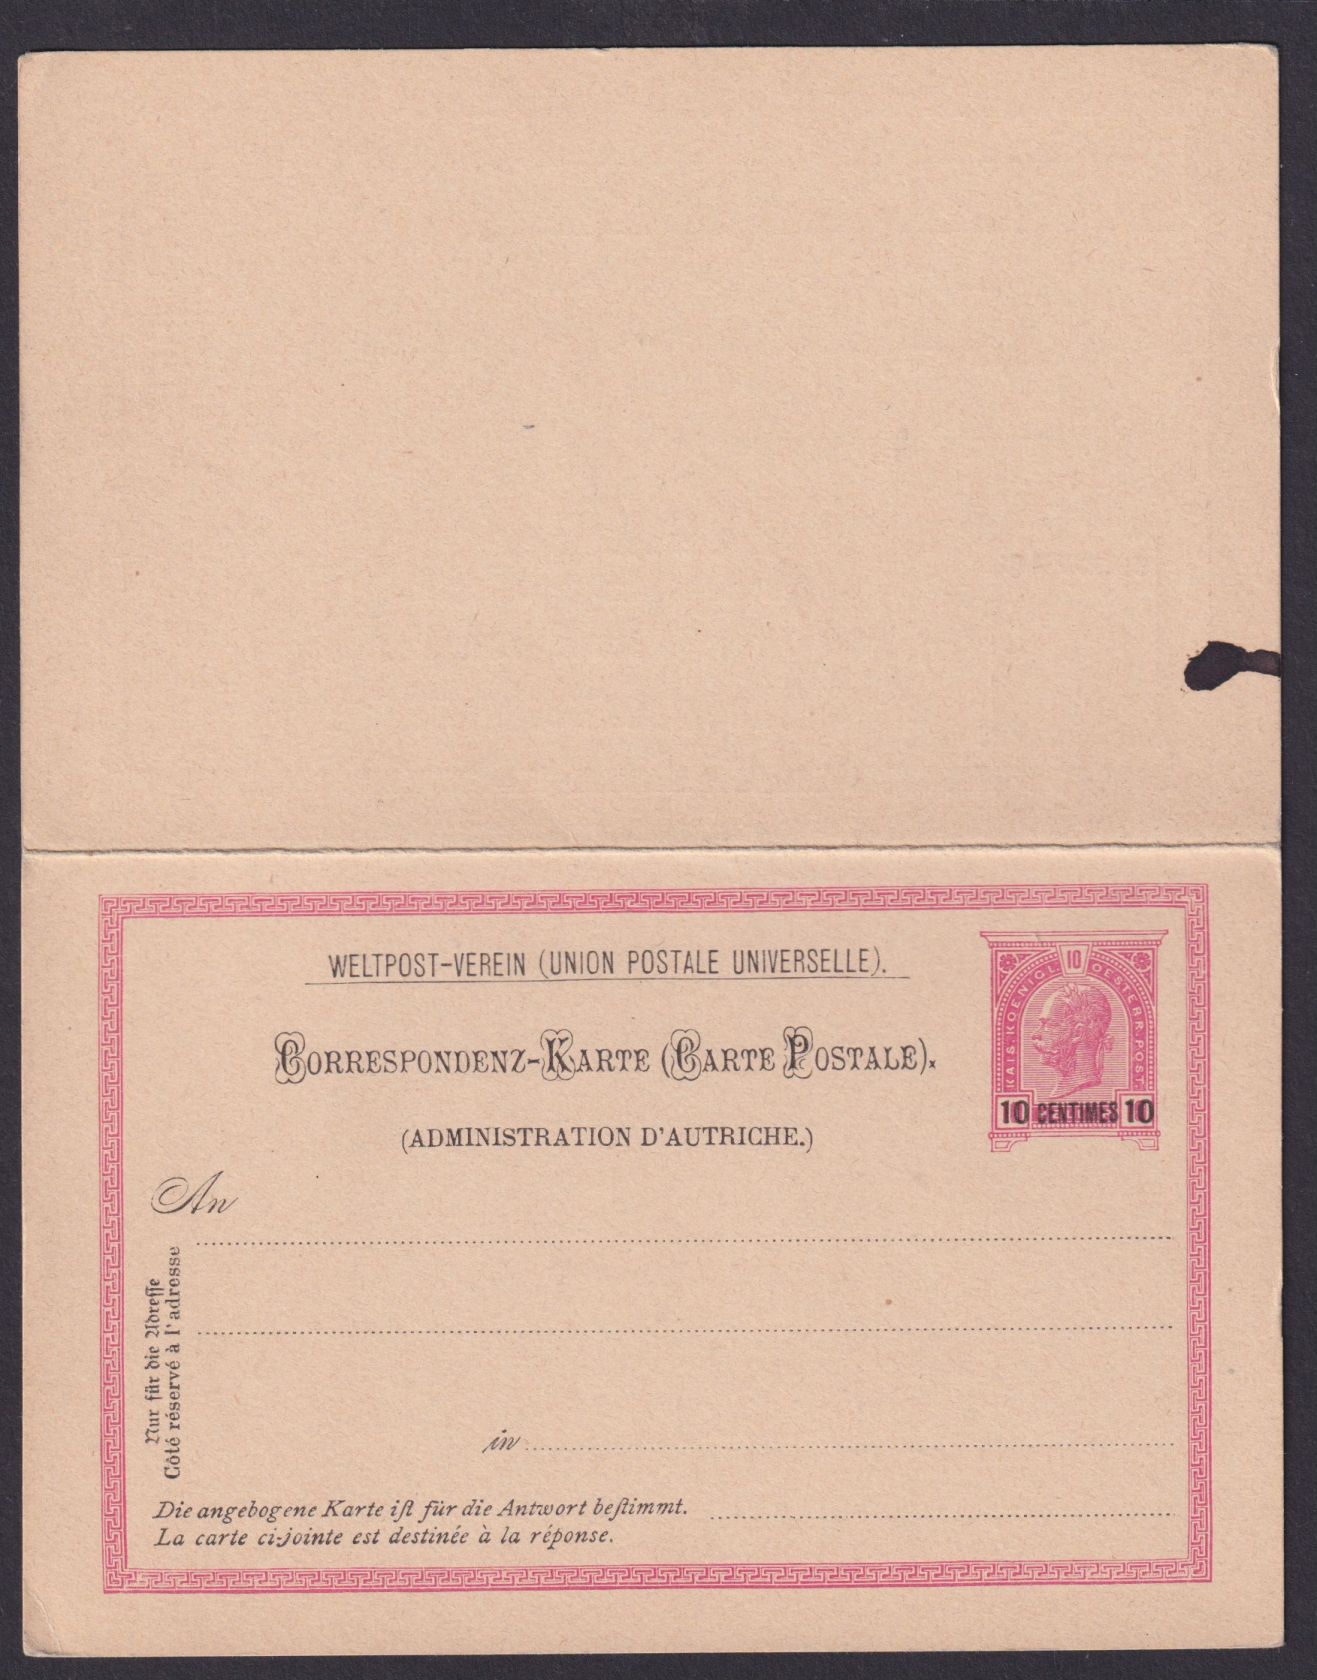 WELTPOST-VEREIN (UNION POSTALE UNIVERSELLE).
CORRESPONDENZ-KARTE (CARTE POSTALE).
(ADMINISTRATION D'AUTRICHE.)
10
KAIS. KOENIGL. OESTERR. POST.
10 CENTIMES 10
An
Nur für die Adresse
Côté réservé à l'adresse
in
Die angebogene Karte ist für die Antwort bestimmt.
La carte ci-jointe est destinée à la réponse.